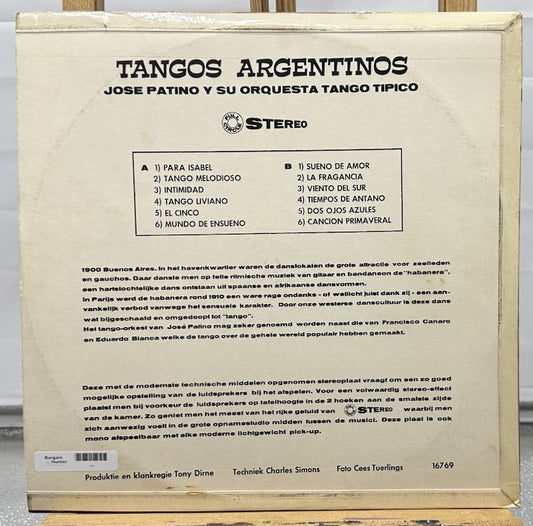 TANGOS ARGENTINOS
JOSE PATINO Y SU ORQUESTA TANGO TIPICO
FULL CIRCLE STEREO
A 1) PARA ISABEL
2) TANGO MELODIOSO
3) INTIMIDAD
4) TANGO LIVIANO
5) EL CINCO
6) MUNDO DE ENSUENO
B 1) SUENO DE AMOR
2) LA FRAGANCIA
3) VIENTO DEL SUR
4) TIEMPOS DE ANTANO
5) DOS OJOS AZULES
6) CANCION PRIMAVERAL
1900 Buenos Aires. In het havenkwartier waren de danslokalen de grote attractie voor zeelieden
en gauchos. Daar danste men op felle ritmische muziek van gitaar en bandanson de "habanera",
een hartstochtelijke dans ontstaan uit spaanse en afrikaanse dansvormen.
In Parijs werd de habanera rond 1910 een ware rage ondanks - of wellicht juist dank zij - een aan-
vankelijk verbod vanwege het sensuele karakter. Door onze westerse danscultuur is deze dans
wat bijgeschaafd en omgedoopt tot "tango".
Het tango-orkest van José Patino mag zeker genoemd worden naast die van Francisco Canaro
en Eduardo Bianca welke de tango over de gehele wereld populair hebben gemaakt.
Deze met de modernste technische middelen opgenomen stereoplaat vraagt om een zo goed
mogelijke opstelling van de luidsprekers bij het afspelen. Voor een volwaardig stereo-effect
plaatst men bij voorkeur de luidsprekers op tafelhoogte in de 2 hoeken aan de smalste zijde
van de kamer. Zo geniet men het meest van het rijke geluid van STEREO waarbij men
zich aanwezig voelt in de grote opnamestudio midden tussen de musici. Deze plaat is ook
mono afspeelbaar met elke moderne lichtgewicht pick-up.
Bargain
Hunter
Produktie en klankregie Tony Dirne Techniek Charles Simons Foto Cees Tuerlings 16769